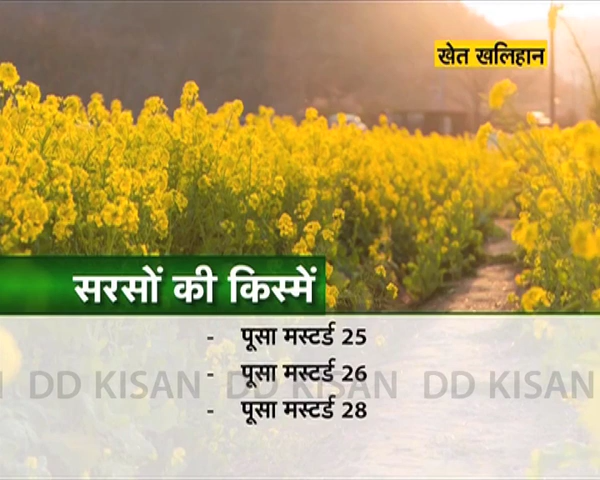 खेत खलिहान
सरसों की किस्में
- पूसा मस्टर्ड 25
- पूसा मस्टर्ड 26
DD KISAN DD KISAN DD KISAN
- पूसा मस्टर्ड 28